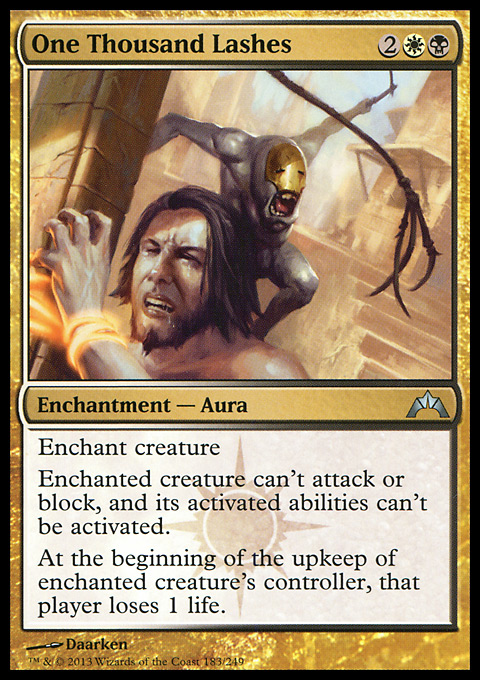 One Thousand Lashes 2
Enchantment — Aura
Enchant creature
Enchanted creature can't attack or
block, and its activated abilities can't
be activated.
At the beginning of the upkeep of
enchanted creature's controller, that
player loses 1 life.
Daarken
™ & © 2013 Wizards of the Coast 183/249